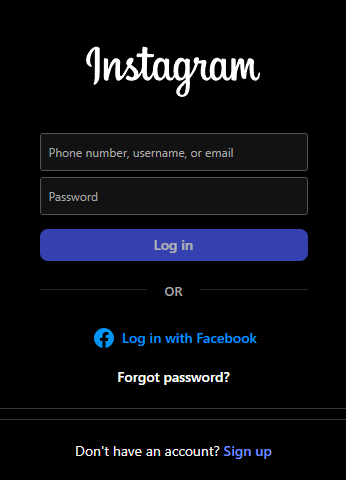 Instagram
Phone number, username, or email
Password
Log in
OR
Log in with Facebook
Forgot password?
Don't have an account? Sign up